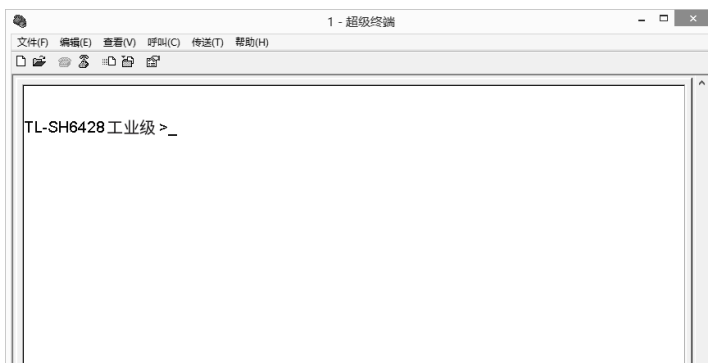 1 - 超级终端
文件(F) 编辑(E) 查看(V) 呼叫(C) 传送(T) 帮助(H)
TL-SH6428工业级 >_